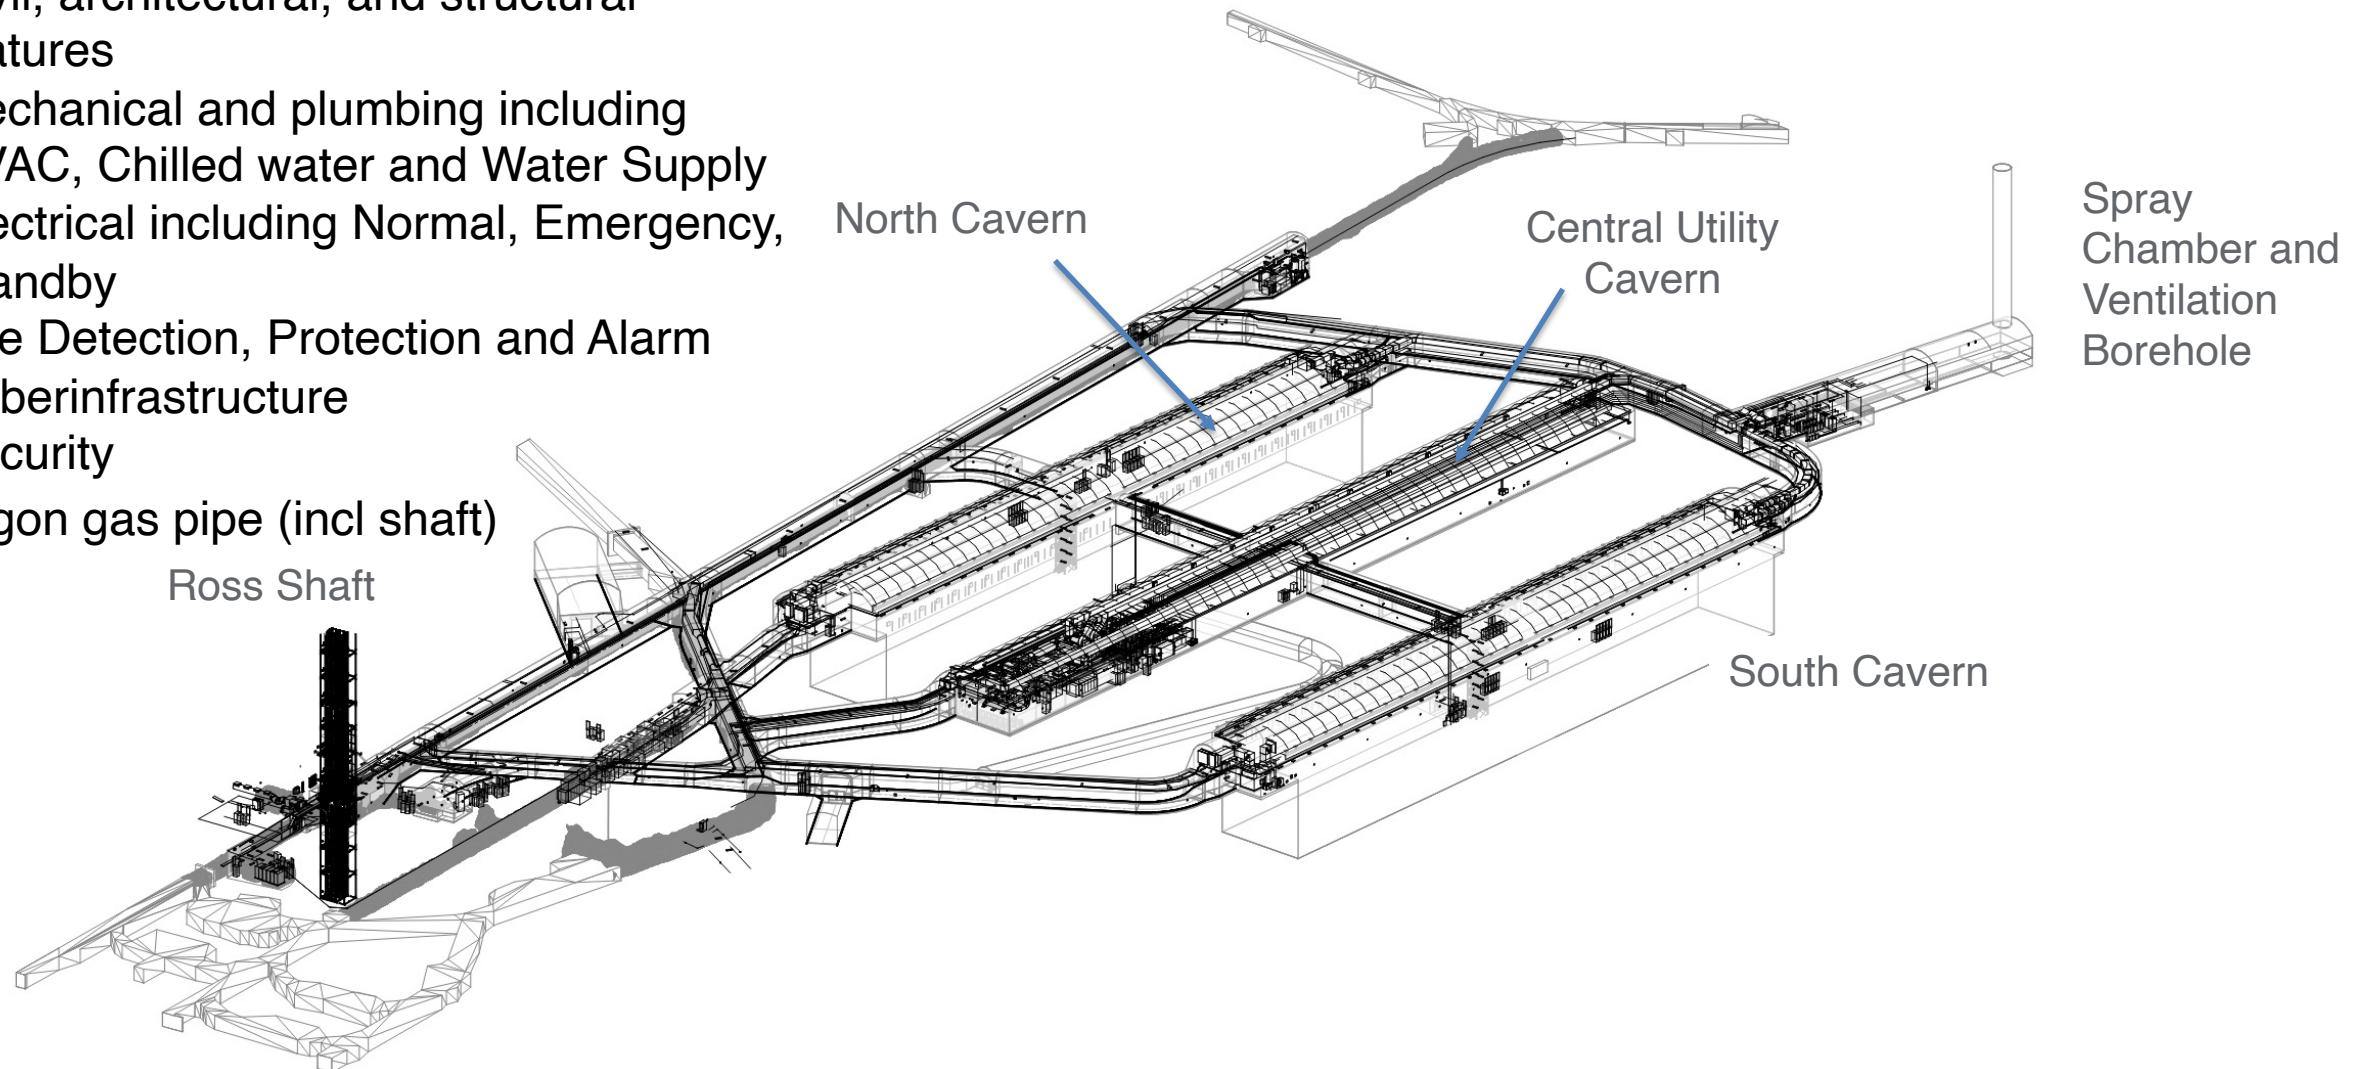 vil, architectural, and structural
atures
echanical and plumbing including
VAC, Chilled water and Water Supply
ectrical including Normal, Emergency,
andby
e Detection, Protection and Alarm
berinfrastructure
curity
gon gas pipe (incl shaft)
North Cavern
Central Utility
Cavern
Spray
Chamber and
Ventilation
Borehole
Ross Shaft
South Cavern